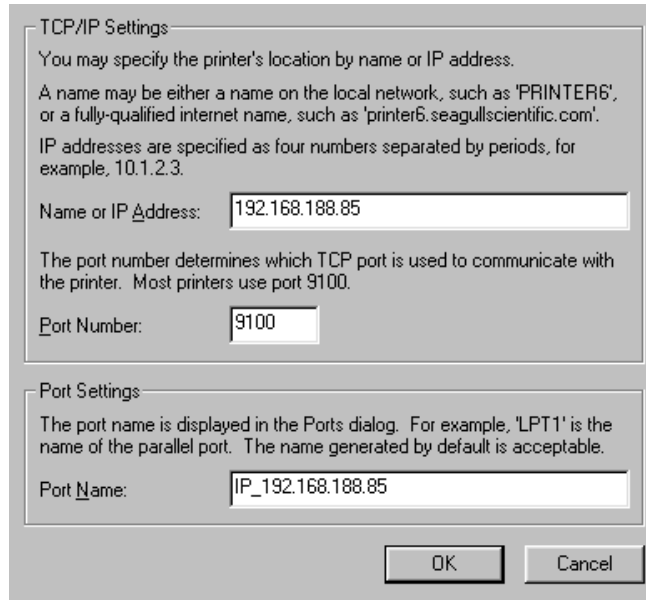 TCP/IP Settings
You may specify the printer's location by name or IP address.
A name may be either a name on the local network, such as 'PRINTER6',
or a fully-qualified internet name, such as 'printer6.seagullscientific.com'.
IP addresses are specified as four numbers separated by periods, for
example, 10.1.2.3.
Name or IP Address: 192.168.188.85
The port number determines which TCP port is used to communicate with
the printer. Most printers use port 9100.
Port Number: 9100
Port Settings
The port name is displayed in the Ports dialog. For example, 'LPT1' is the
name of the parallel port. The name generated by default is acceptable.
Port Name: IP_192.168.188.85
OK Cancel